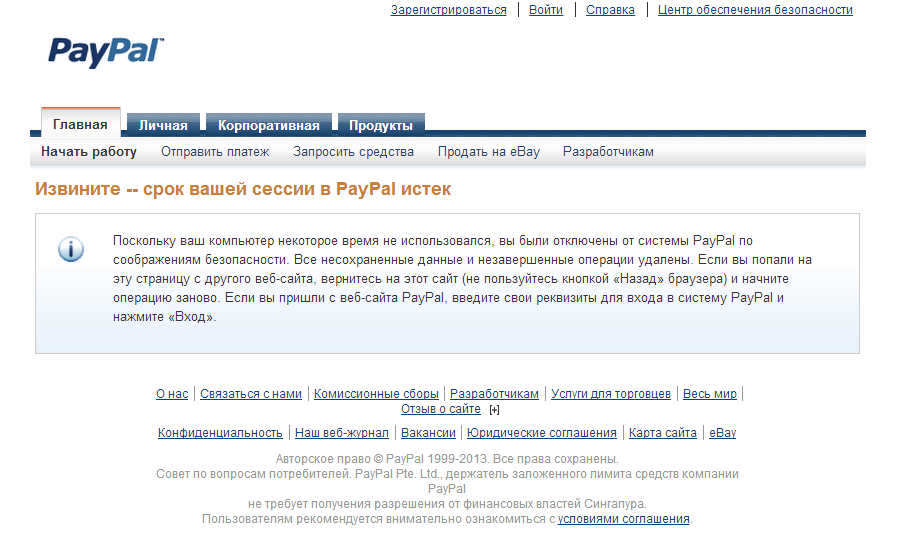 Зарегистрироваться Войти Справка Центр обеспечения безопасности
PayPal™
Главная Личная Корпоративная Продукты
Начать работу Отправить платеж Запросить средства Продать на eBay Разработчикам
Извините -- срок вашей сессии в PayPal истек
Поскольку ваш компьютер некоторое время не использовался, вы были отключены от системы PayPal по
соображениям безопасности. Все несохраненные данные и незавершенные операции удалены. Если вы попали на
эту страницу с другого веб-сайта, вернитесь на этот сайт (не пользуйтесь кнопкой «Назад» браузера) и начните
операцию заново. Если вы пришли с веб-сайта PayPal, введите свои реквизиты для входа в систему PayPal и
нажмите «Вход».
О нас Связаться с нами Комиссионные сборы Разработчикам Услуги для торговцев Весь мир
Отзыв о сайте [+]
Конфиденциальность Наш веб-журнал Вакансии Юридические соглашения Карта сайта eBay
Авторское право © PayPal 1999-2013. Все права сохранены.
Совет по вопросам потребителей. PayPal Pte. Ltd., держатель заложенного лимита средств компании
PayPal
не требует получения разрешения от финансовых властей Сингапура.
Пользователям рекомендуется внимательно ознакомиться с условиями соглашения.